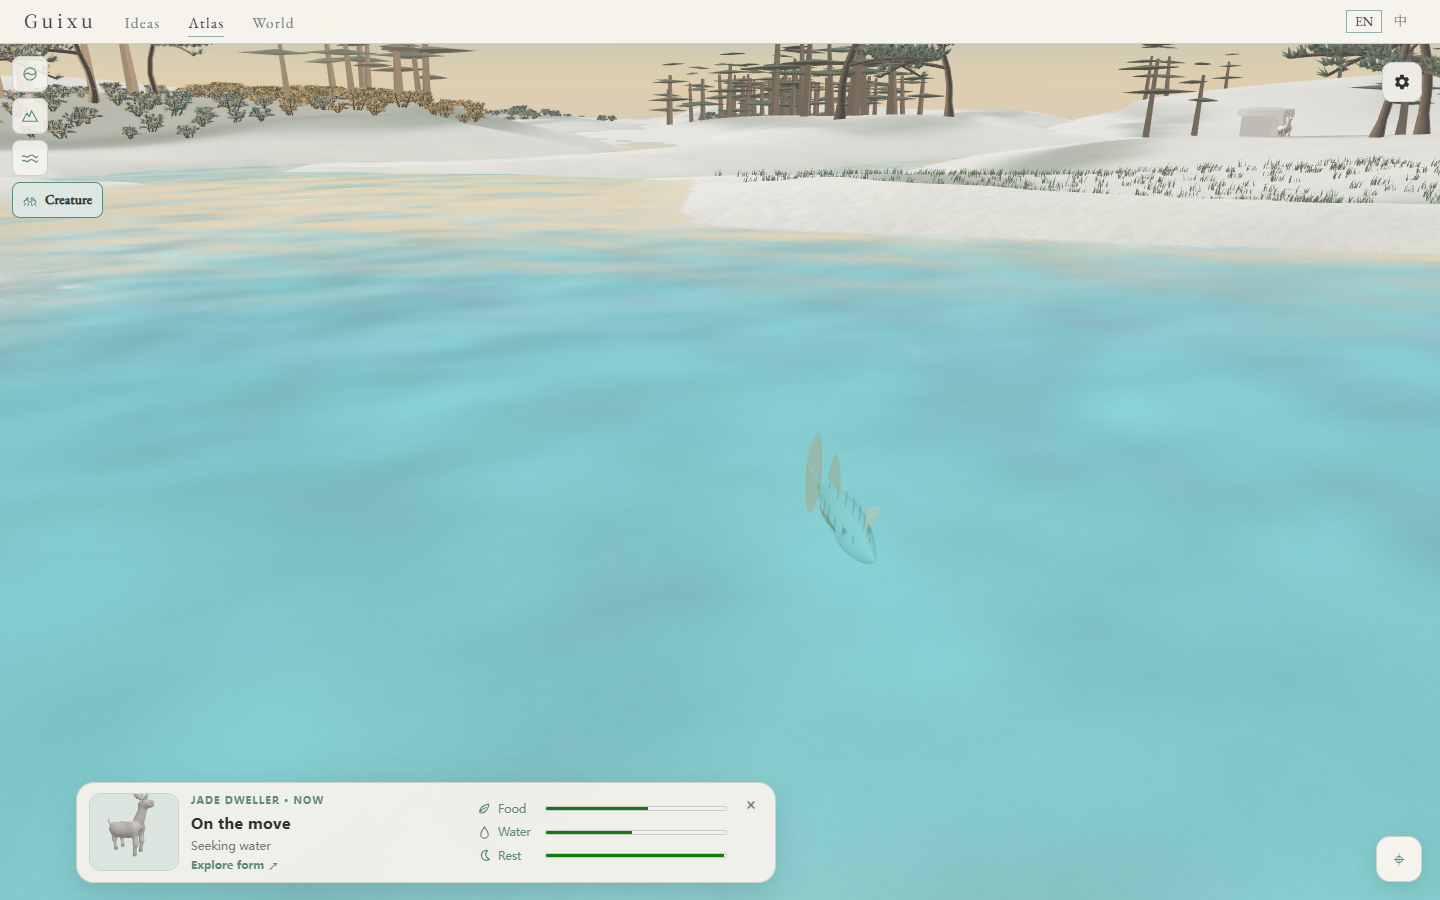 Guixu Ideas Atlas World EN 中
Creature
JADE DWELLER • NOW
On the move
Seeking water
Explore form ↗
Food
Water
Rest